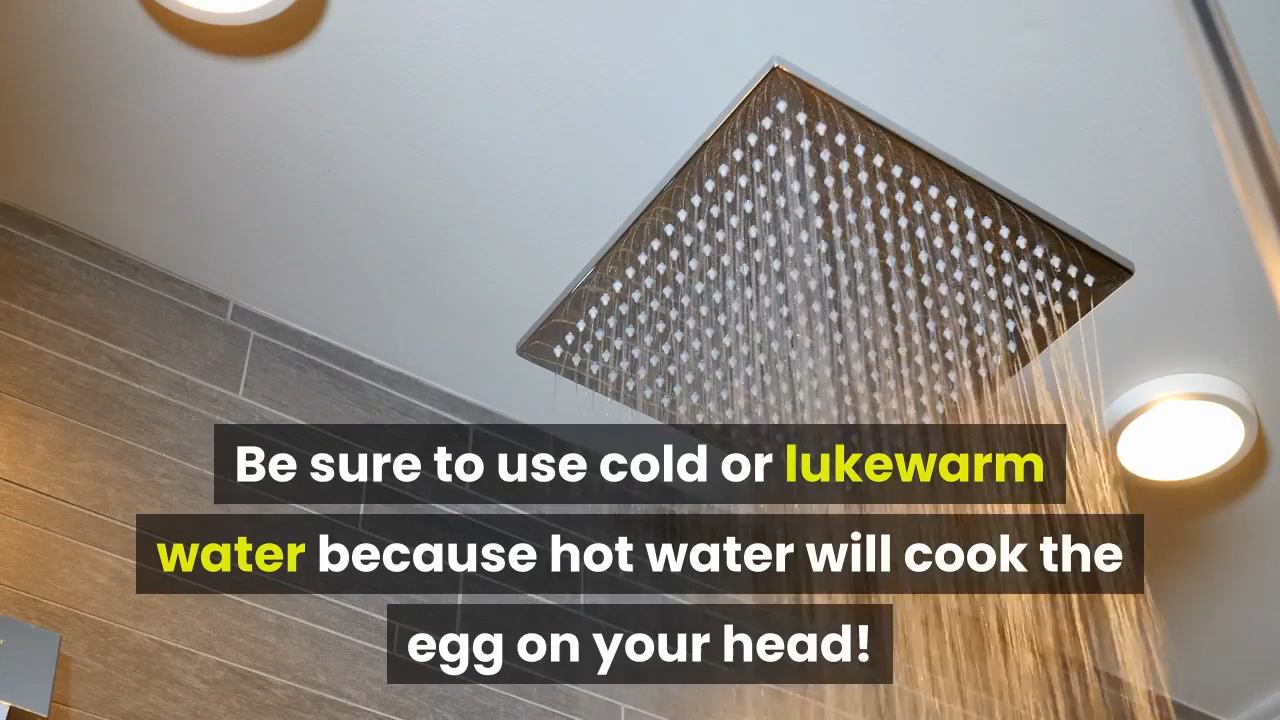 Be sure to use cold or lukewarm
water because hot water will cook the
egg on your head!